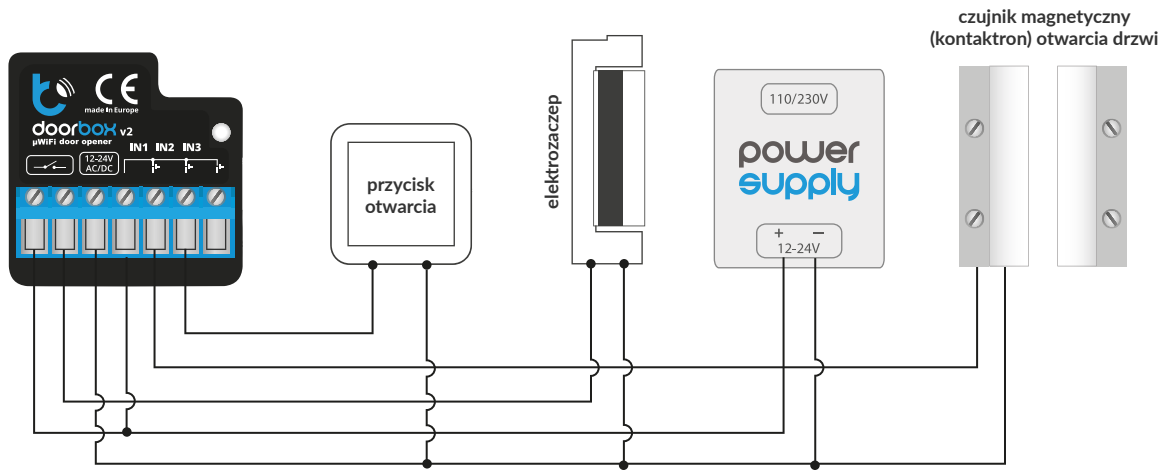 czujnik magnetyczny
(kontaktron) otwarcia drzwi
CE
made in Europe
doorbox v2
µWiFi door opener
IN1 IN2 IN3
12-24V
AC/DC
przycisk
otwarcia
elektrozaczep
110/230V
power
supply
+ −
12-24V